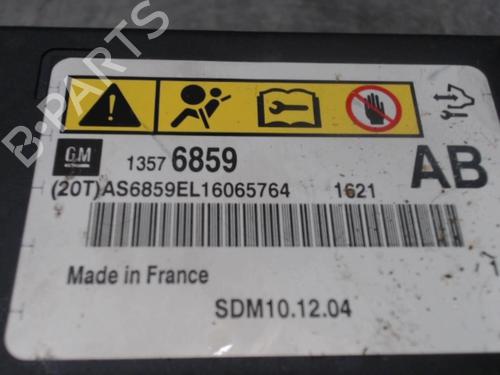 B-PARTS
GM
1357 6859
AB
(20T)AS6859EL16065764 1621
Made in France
SDM10.12.04